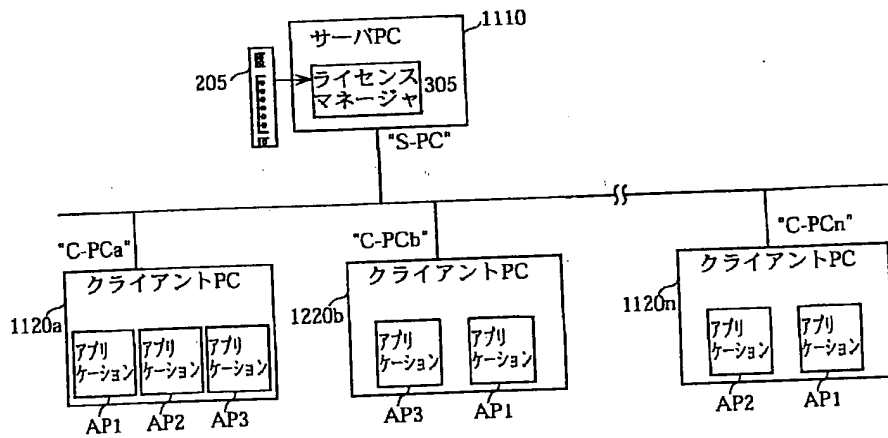 サーバPC
1110
205
ライセンス
マネージャ
305
"S-PC"
"C-PCa"
"C-PCb"
"C-PCn"
クライアントPC
クライアントPC
クライアントPC
1120a
1220b
1120n
アプリ
ケーション
アプリ
ケーション
アプリ
ケーション
アプリ
ケーション
アプリ
ケーション
アプリ
ケーション
アプリ
ケーション
AP1
AP2
AP3
AP3
AP1
AP2
AP1